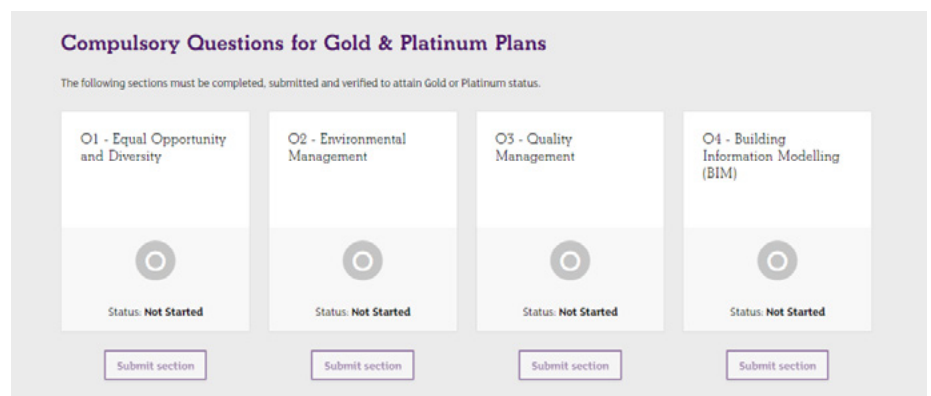 Compulsory Questions for Gold & Platinum Plans
The following sections must be completed, submitted and verified to attain Gold or Platinum status.
O1 - Equal Opportunity
and Diversity
Status: Not Started
Submit section
O2 - Environmental
Management
Status: Not Started
Submit section
O3 - Quality
Management
Status: Not Started
Submit section
O4 - Building
Information Modelling
(BIM)
Status: Not Started
Submit section